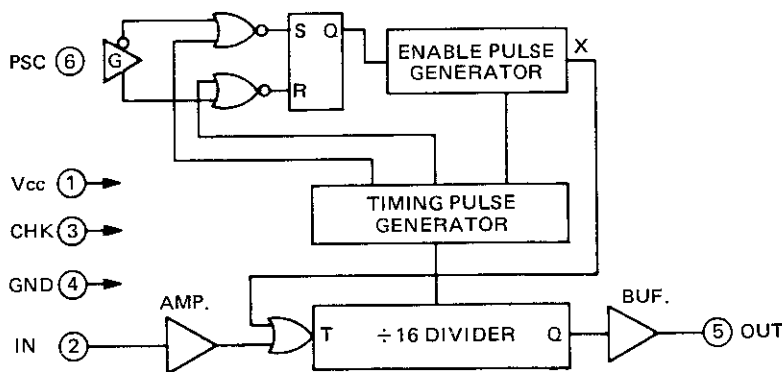 PSC 6
G
S Q
R
ENABLE PULSE
GENERATOR
X
Vcc 1
CHK 3
GND 4
TIMING PULSE
GENERATOR
AMP.
IN 2
T ÷16 DIVIDER Q
BUF.
5 OUT